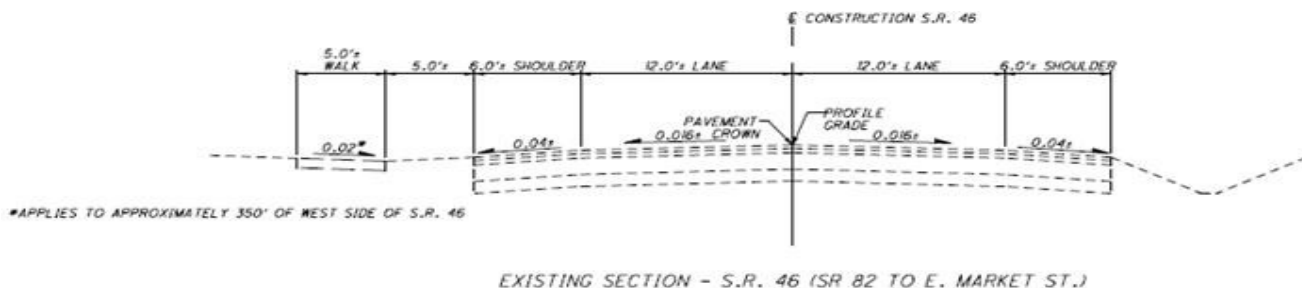 ℄ CONSTRUCTION S.R. 46
5.0'±
WALK
5.0'±
6.0'± SHOULDER
12.0'± LANE
12.0'± LANE
6.0'± SHOULDER
PAVEMENT
CROWN
PROFILE
GRADE
0.02*
0.04±
0.016±
0.016±
0.04±
*APPLIES TO APPROXIMATELY 350' OF WEST SIDE OF S.R. 46
EXISTING SECTION - S.R. 46 (SR 82 TO E. MARKET ST.)